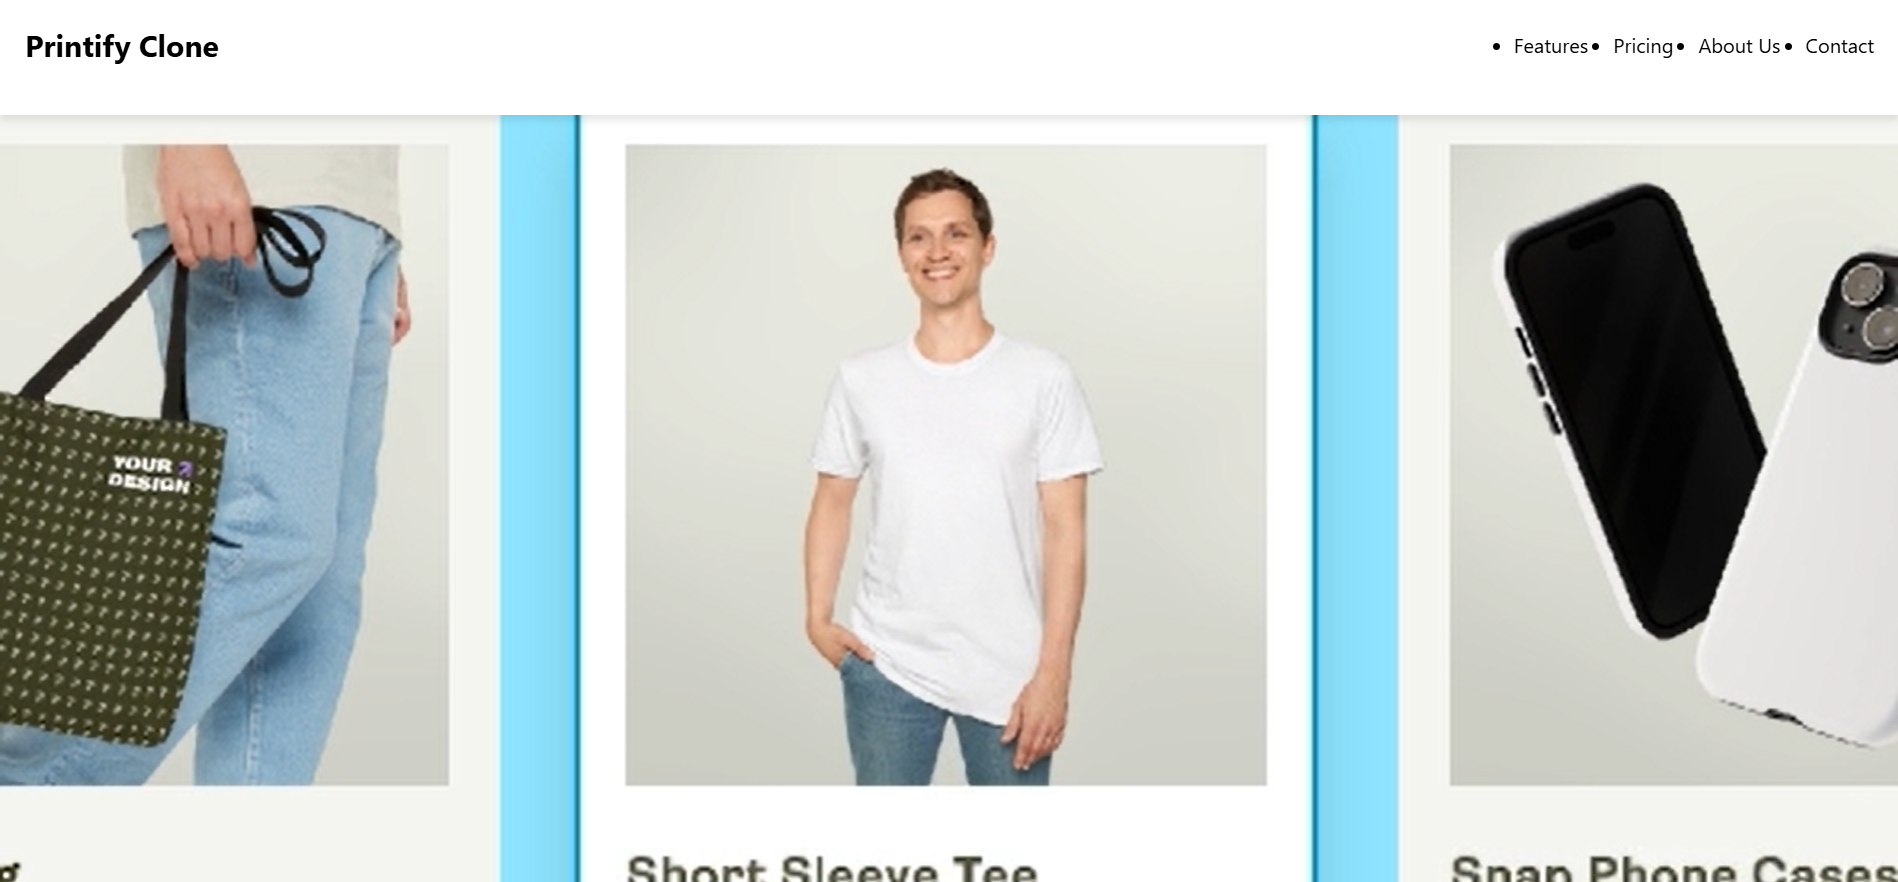 Printify Clone
Features
Pricing
About Us
Contact
YOUR
DESIGN
g
Short Sleeve Tee
Snap Phone Cases